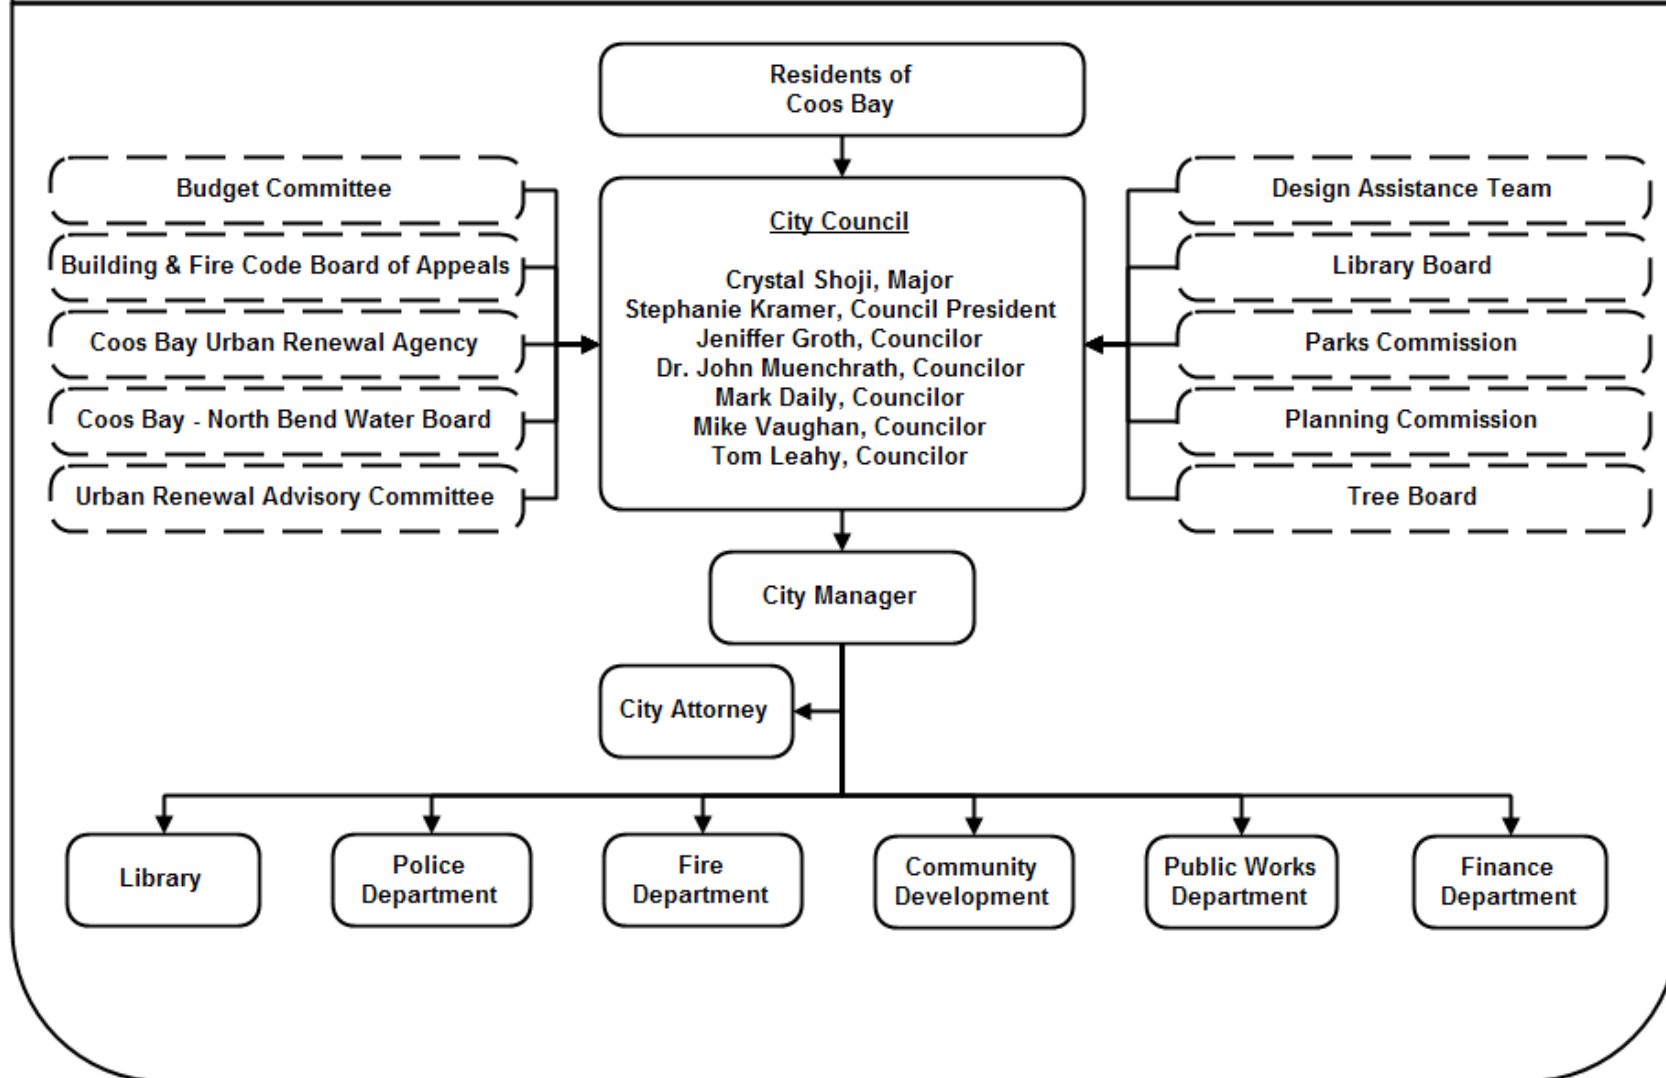 Residents of
Coos Bay
Budget Committee
Building & Fire Code Board of Appeals
Coos Bay Urban Renewal Agency
Coos Bay - North Bend Water Board
Urban Renewal Advisory Committee
City Council
Crystal Shoji, Major
Stephanie Kramer, Council President
Jeniffer Groth, Councilor
Dr. John Muenchrath, Councilor
Mark Daily, Councilor
Mike Vaughan, Councilor
Tom Leahy, Councilor
Design Assistance Team
Library Board
Parks Commission
Planning Commission
Tree Board
City Manager
City Attorney
Library
Police
Department
Fire
Department
Community
Development
Public Works
Department
Finance
Department